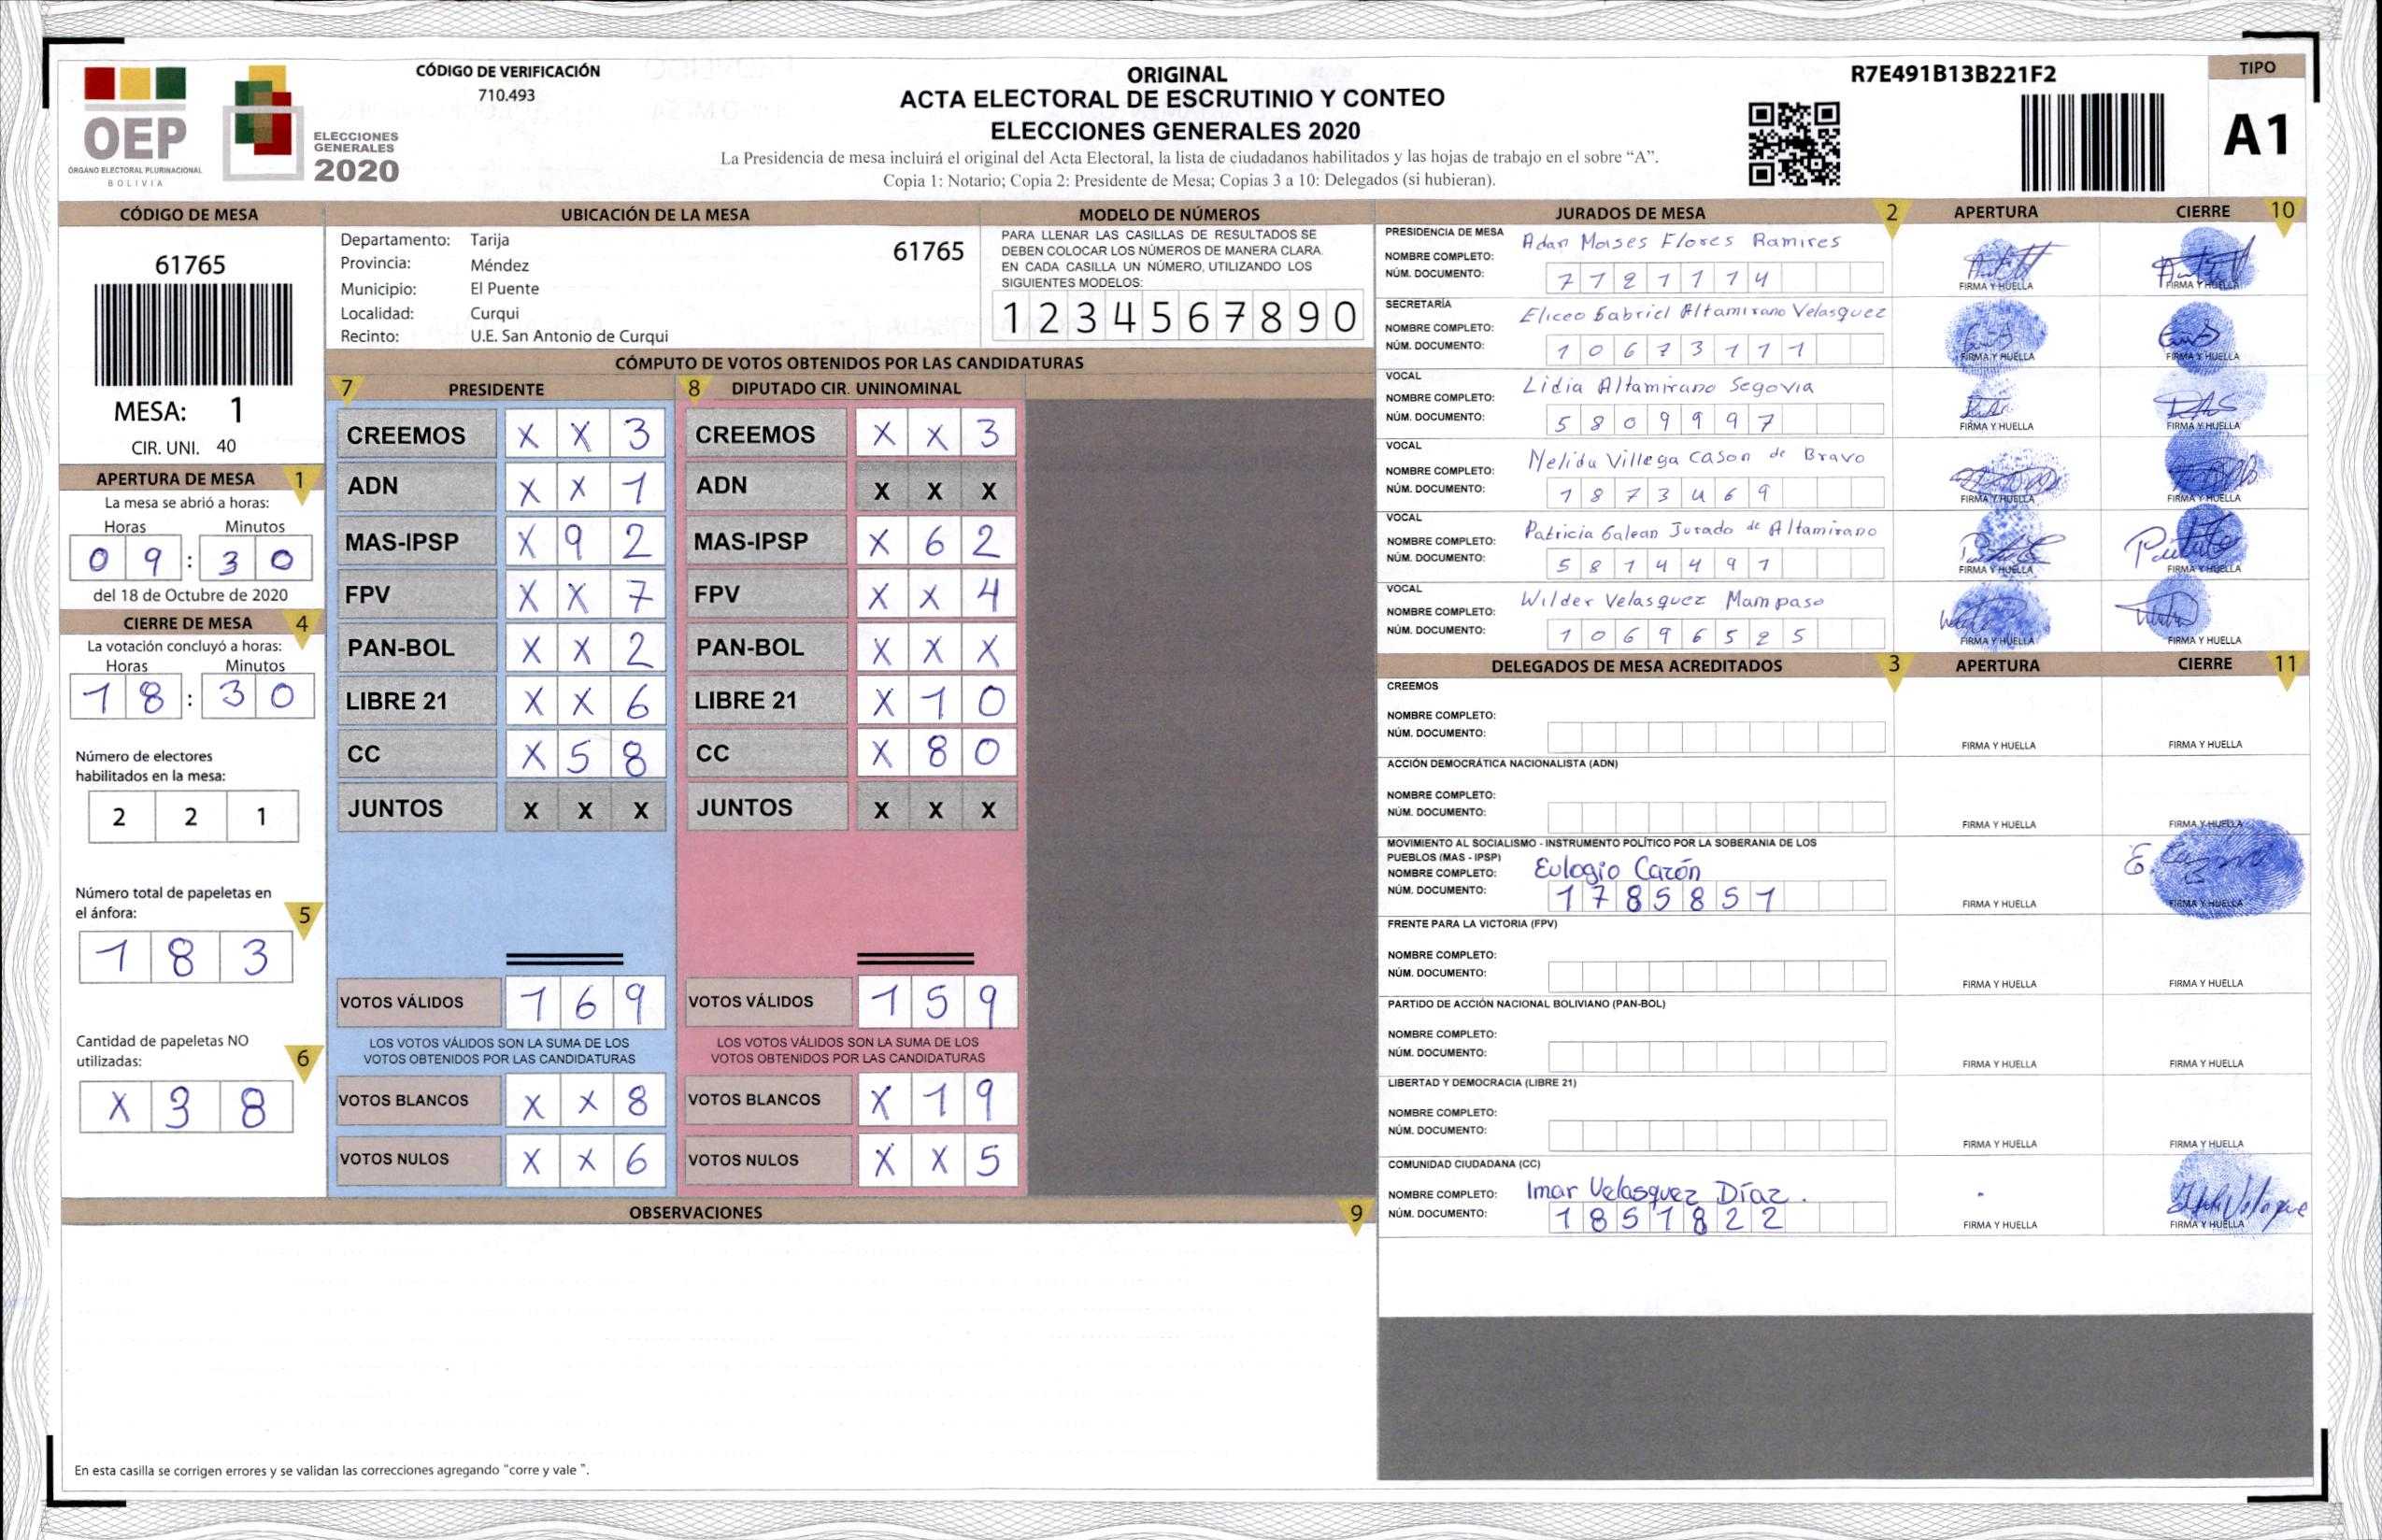 OEP
ÓRGANO ELECTORAL PLURINACIONAL
BOLIVIA
ELECCIONES
GENERALES
2020
CÓDIGO DE VERIFICACIÓN
710.493
ORIGINAL
ACTA ELECTORAL DE ESCRUTINIO Y CONTEO
ELECCIONES GENERALES 2020
La Presidencia de mesa incluirá el original del Acta Electoral, la lista de ciudadanos habilitados y las hojas de trabajo en el sobre “A”.
Copia 1: Notario; Copia 2: Presidente de Mesa; Copias 3 a 10: Delegados (si hubieran).
R7E491B13B221F2
TIPO
A1
CÓDIGO DE MESA
61765
MESA: 1
CIR. UNI. 40
APERTURA DE MESA 1
La mesa se abrió a horas:
Horas Minutos
0 9 : 3 0
del 18 de Octubre de 2020
CIERRE DE MESA 4
La votación concluyó a horas:
Horas Minutos
1 8 : 3 0
Número de electores
habilitados en la mesa:
2 2 1
Número total de papeletas en
el ánfora: 5
1 8 3
Cantidad de papeletas NO
utilizadas: 6
X 3 8
UBICACIÓN DE LA MESA
Departamento: Tarija
61765
Provincia: Méndez
Municipio: El Puente
Localidad: Curqui
Recinto: U.E. San Antonio de Curqui
MODELO DE NÚMEROS
PARA LLENAR LAS CASILLAS DE RESULTADOS SE
DEBEN COLOCAR LOS NÚMEROS DE MANERA CLARA.
EN CADA CASILLA UN NÚMERO, UTILIZANDO LOS
SIGUIENTES MODELOS:
1 2 3 4 5 6 7 8 9 0
CÓMPUTO DE VOTOS OBTENIDOS POR LAS CANDIDATURAS
7 PRESIDENTE
CREEMOS X X 3
ADN X X 1
MAS-IPSP X 9 2
FPV X X 7
PAN-BOL X X 2
LIBRE 21 X X 6
CC X 5 8
JUNTOS X X X
VOTOS VÁLIDOS 1 6 9
LOS VOTOS VÁLIDOS SON LA SUMA DE LOS
VOTOS OBTENIDOS POR LAS CANDIDATURAS
VOTOS BLANCOS X X 8
VOTOS NULOS X X 6
8 DIPUTADO CIR. UNINOMINAL
CREEMOS X X 3
ADN X X X
MAS-IPSP X 6 2
FPV X X 4
PAN-BOL X X X
LIBRE 21 X 1 0
CC X 8 0
JUNTOS X X X
VOTOS VÁLIDOS 1 5 9
LOS VOTOS VÁLIDOS SON LA SUMA DE LOS
VOTOS OBTENIDOS POR LAS CANDIDATURAS
VOTOS BLANCOS X 1 9
VOTOS NULOS X X 5
OBSERVACIONES 9
En esta casilla se corrigen errores y se validan las correcciones agregando “corre y vale ”.
JURADOS DE MESA 2 APERTURA CIERRE 10
PRESIDENCIA DE MESA
NOMBRE COMPLETO: Adan Moises Flores Ramires
NÚM. DOCUMENTO: 7 7 2 1 7 7 4
FIRMA Y HUELLA FIRMA Y HUELLA
SECRETARÍA
NOMBRE COMPLETO: Eliceo Gabriel Altamirano Velasquez
NÚM. DOCUMENTO: 1 0 6 7 3 1 1 1
FIRMA Y HUELLA FIRMA Y HUELLA
VOCAL
NOMBRE COMPLETO: Lidia Altamirano Segovia
NÚM. DOCUMENTO: 5 8 0 9 9 9 7
FIRMA Y HUELLA FIRMA Y HUELLA
VOCAL
NOMBRE COMPLETO: Nelida Villega Cason de Bravo
NÚM. DOCUMENTO: 1 8 7 3 4 6 9
FIRMA Y HUELLA FIRMA Y HUELLA
VOCAL
NOMBRE COMPLETO: Patricia Galean Jurado de Altamirano
NÚM. DOCUMENTO: 5 8 1 4 4 9 1
FIRMA Y HUELLA FIRMA Y HUELLA
VOCAL
NOMBRE COMPLETO: Wilder Velasquez Mampaso
NÚM. DOCUMENTO: 1 0 6 9 6 5 2 5
FIRMA Y HUELLA FIRMA Y HUELLA
DELEGADOS DE MESA ACREDITADOS 3 APERTURA CIERRE 11
CREEMOS
NOMBRE COMPLETO:
NÚM. DOCUMENTO:
FIRMA Y HUELLA FIRMA Y HUELLA
ACCIÓN DEMOCRÁTICA NACIONALISTA (ADN)
NOMBRE COMPLETO:
NÚM. DOCUMENTO:
FIRMA Y HUELLA FIRMA Y HUELLA
MOVIMIENTO AL SOCIALISMO - INSTRUMENTO POLÍTICO POR LA SOBERANIA DE LOS
PUEBLOS (MAS - IPSP)
NOMBRE COMPLETO: Eulogio Cazón
NÚM. DOCUMENTO: 1 7 8 5 8 5 1
FIRMA Y HUELLA FIRMA Y HUELLA
FRENTE PARA LA VICTORIA (FPV)
NOMBRE COMPLETO:
NÚM. DOCUMENTO:
FIRMA Y HUELLA FIRMA Y HUELLA
PARTIDO DE ACCIÓN NACIONAL BOLIVIANO (PAN-BOL)
NOMBRE COMPLETO:
NÚM. DOCUMENTO:
FIRMA Y HUELLA FIRMA Y HUELLA
LIBERTAD Y DEMOCRACIA (LIBRE 21)
NOMBRE COMPLETO:
NÚM. DOCUMENTO:
FIRMA Y HUELLA FIRMA Y HUELLA
COMUNIDAD CIUDADANA (CC)
NOMBRE COMPLETO: Imar Velasquez Díaz.
NÚM. DOCUMENTO: 1 8 5 1 8 2 2
FIRMA Y HUELLA FIRMA Y HUELLA